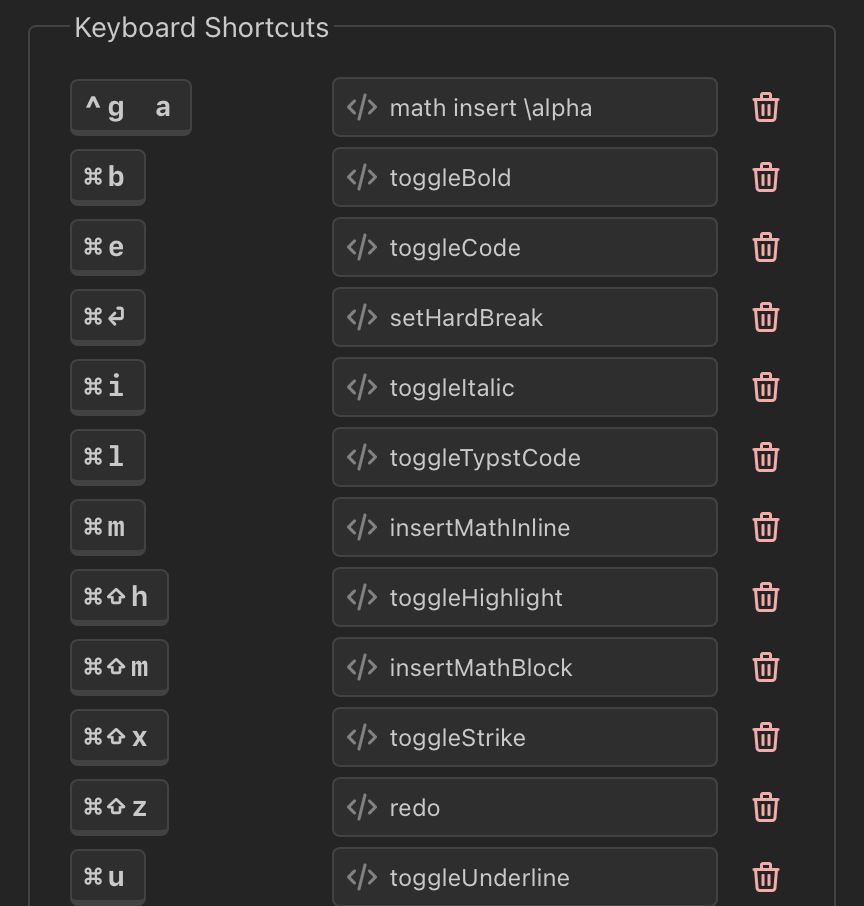 Keyboard Shortcuts
^g a </> math insert \alpha
⌘b </> toggleBold
⌘e </> toggleCode
⌘⏎ </> setHardBreak
⌘i </> toggleItalic
⌘l </> toggleTypstCode
⌘m </> insertMathInline
⌘⇧h </> toggleHighlight
⌘⇧m </> insertMathBlock
⌘⇧x </> toggleStrike
⌘⇧z </> redo
⌘u </> toggleUnderline